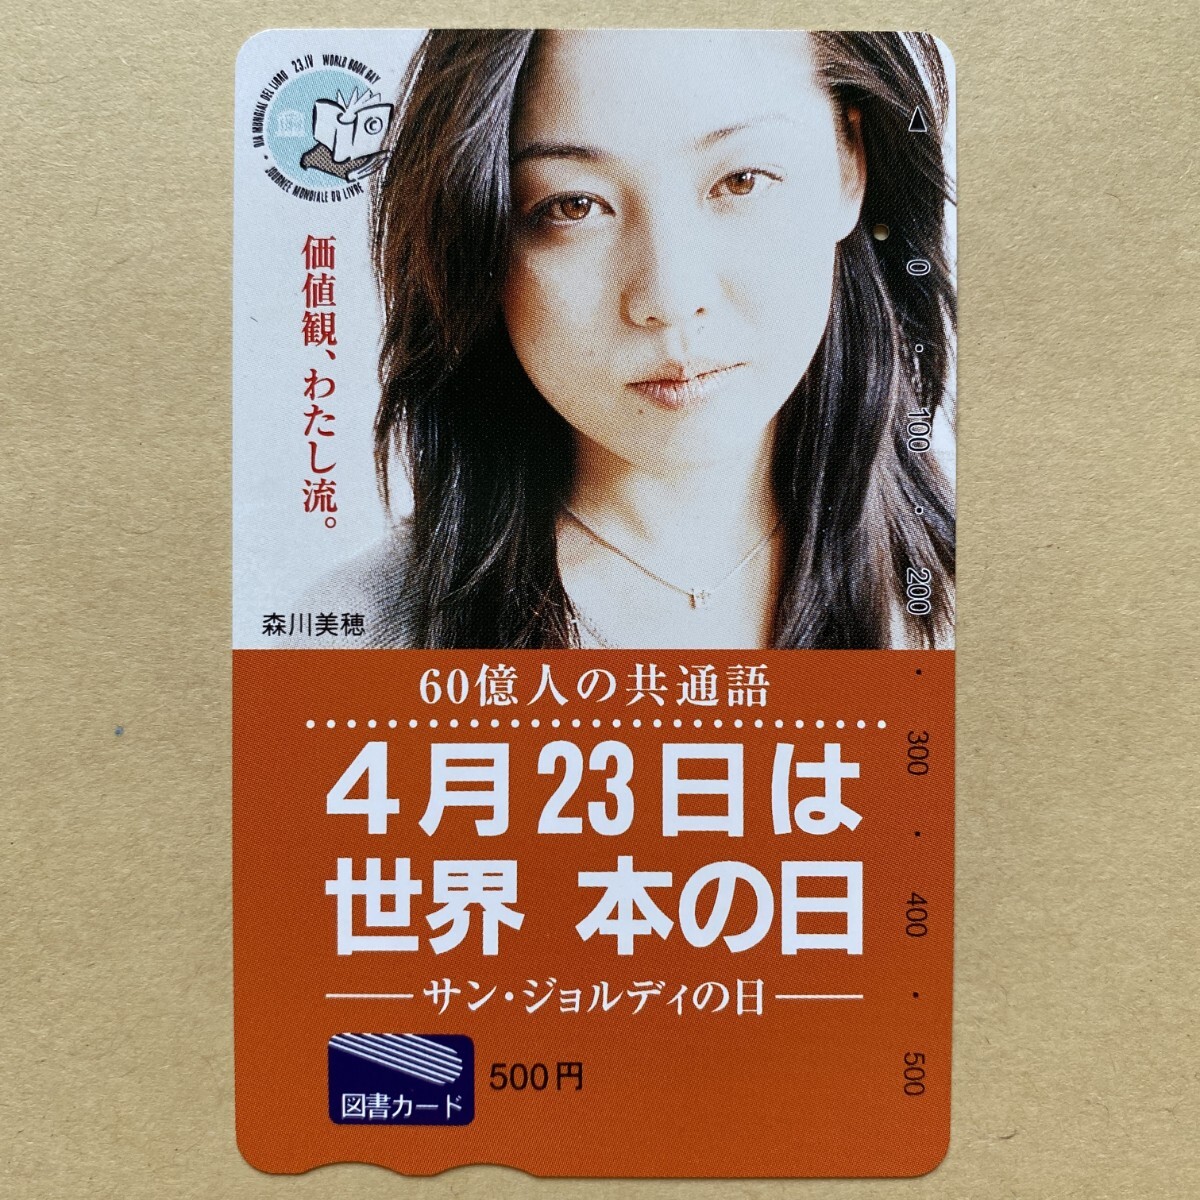 DIA MUNDIAL DEL LIBRO 23.IV WORLD BOOK DAY
• JOURNÉE MONDIALE DU LIVRE
©
価値観、わたし流。
森川美穂
60億人の共通語
4月23日は
世界 本の日
サン・ジョルディの日
図書カード
500円
▲
0
・
100
・
200
・
300
・
400
・
500